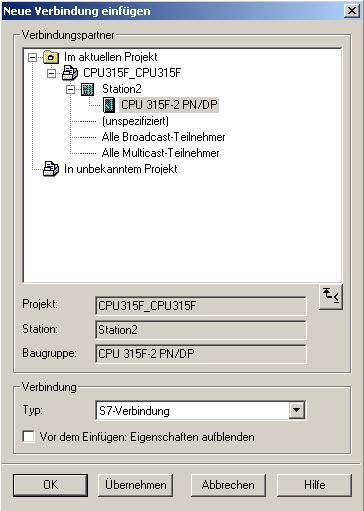 Neue Verbindung einfügen
Verbindungspartner
Im aktuellen Projekt
CPU315F_CPU315F
Station2
CPU 315F-2 PN/DP
(unspezifiziert)
Alle Broadcast-Teilnehmer
Alle Multicast-Teilnehmer
In unbekanntem Projekt
Projekt: CPU315F_CPU315F
Station: Station2
Baugruppe: CPU 315F-2 PN/DP
Verbindung
Typ: S7-Verbindung
Vor dem Einfügen: Eigenschaften aufblenden
OK Übernehmen Abbrechen Hilfe